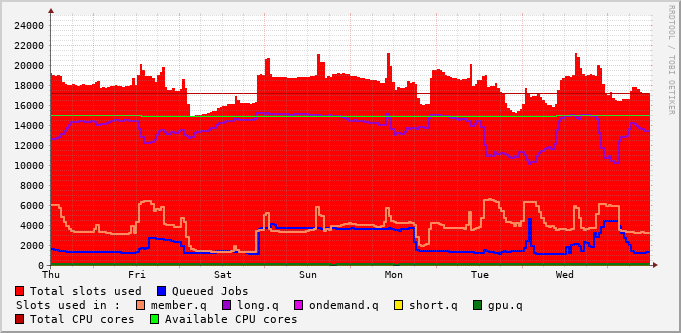 RRDTOOL / TOBI OETIKER
24000
22000
20000
18000
16000
14000
12000
10000
8000
6000
4000
2000
0
Thu Fri Sat Sun Mon Tue Wed
Total slots used Queued Jobs
Slots used in : member.q long.q ondemand.q short.q gpu.q
Total CPU cores Available CPU cores